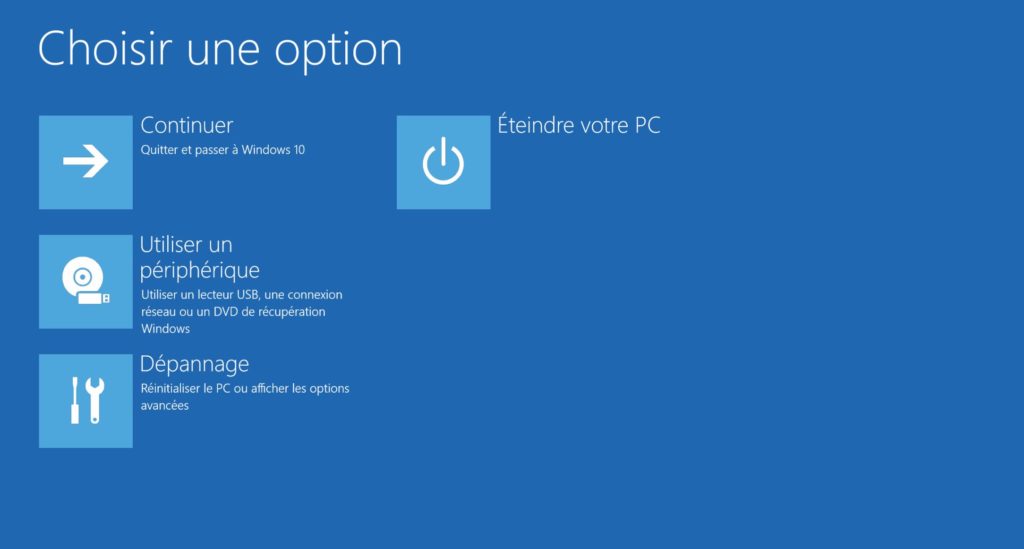 Choisir une option
Continuer
Quitter et passer à Windows 10
Éteindre votre PC
Utiliser un
périphérique
Utiliser un lecteur USB, une connexion
réseau ou un DVD de récupération
Windows
Dépannage
Réinitialiser le PC ou afficher les options
avancées